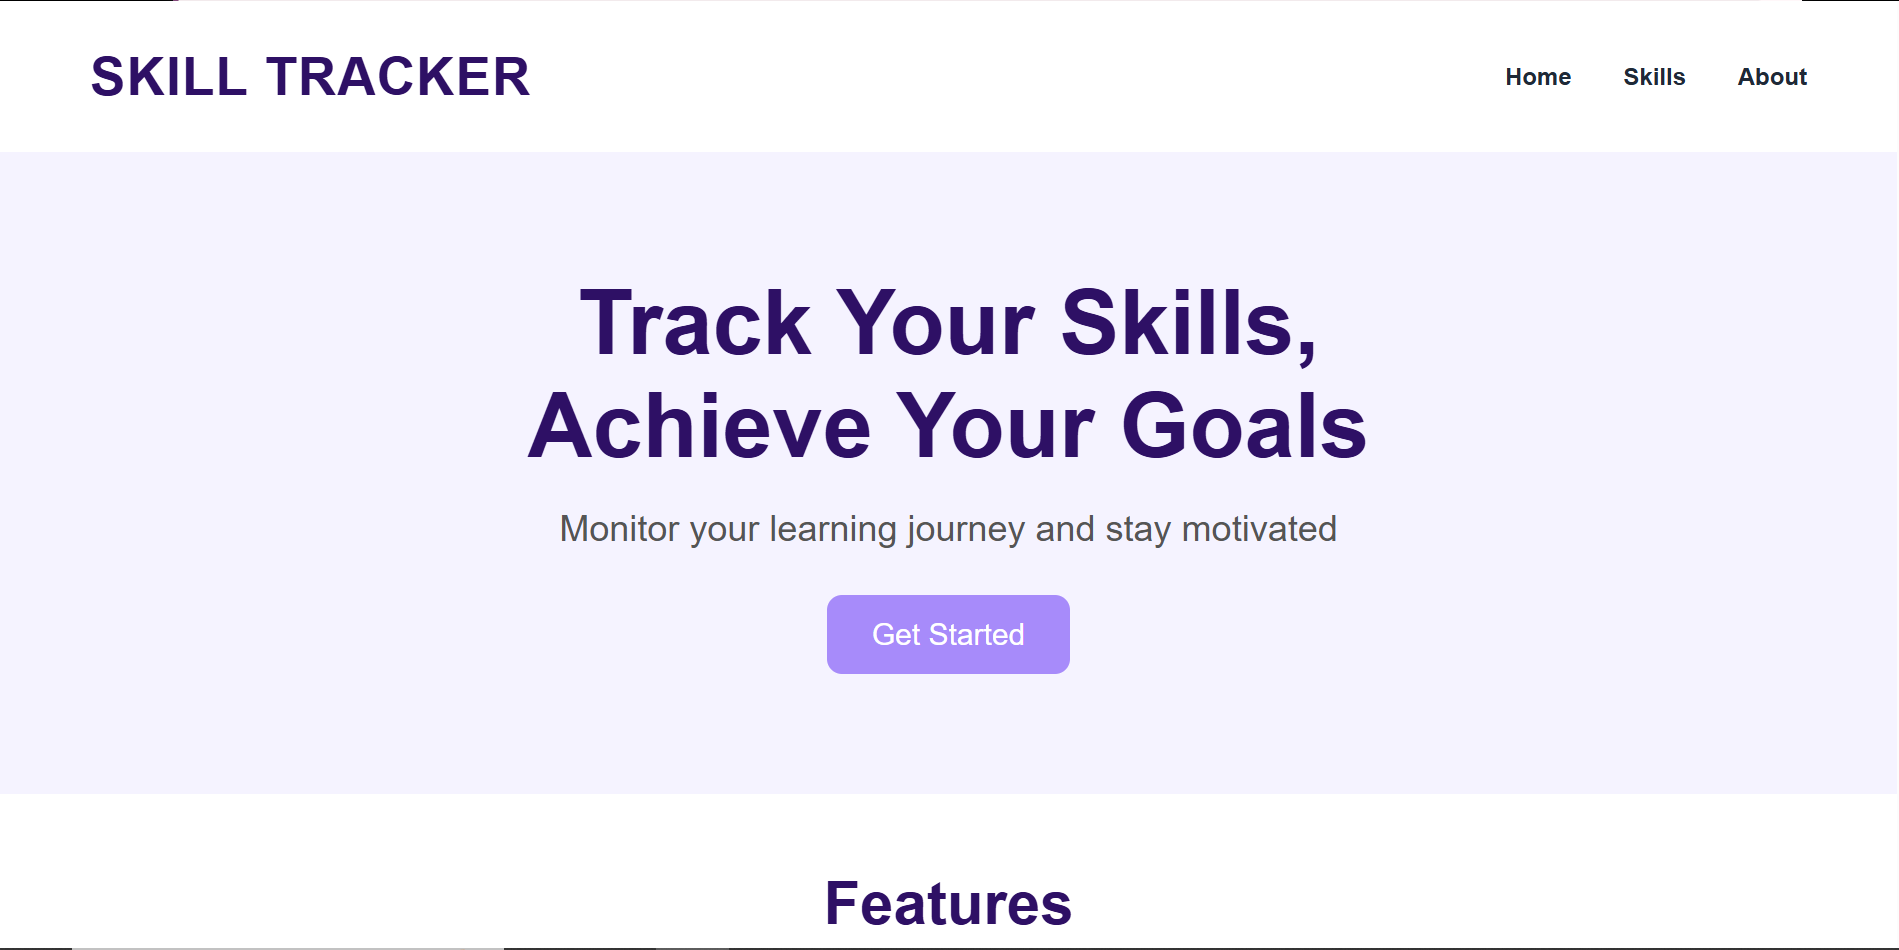 SKILL TRACKER
Home Skills About
Track Your Skills,
Achieve Your Goals
Monitor your learning journey and stay motivated
Get Started
Features